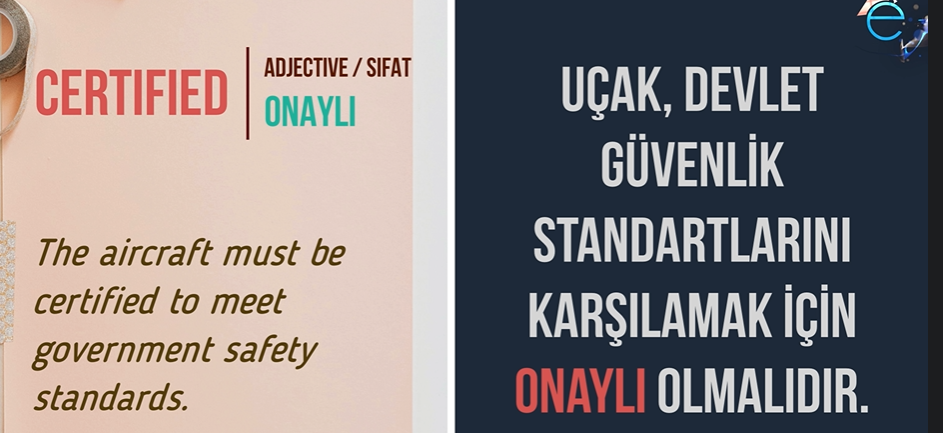 CERTIFIED
ADJECTIVE / SIFAT
ONAYLI
The aircraft must be
certified to meet
government safety
standards.
e
UÇAK, DEVLET
GÜVENLİK
STANDARTLARINI
KARŞILAMAK İÇİN
ONAYLI OLMALIDIR.